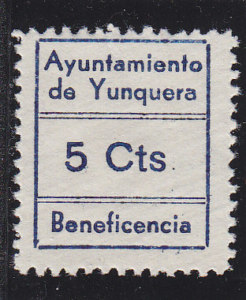 Ayuntamiento
de Yunquera
5 Cts
Beneficencia